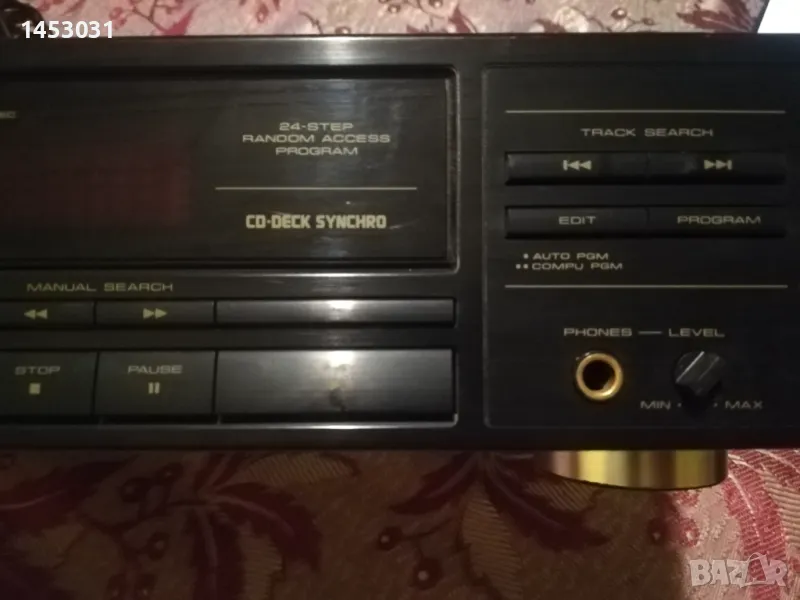 1453031
24-STEP
RANDOM ACCESS
PROGRAM
CD-DECK SYNCHRO
MANUAL SEARCH
STOP
PAUSE
TRACK SEARCH
EDIT
PROGRAM
• AUTO PGM
•• COMPU PGM
PHONES — LEVEL
MIN • • MAX
BAZAR